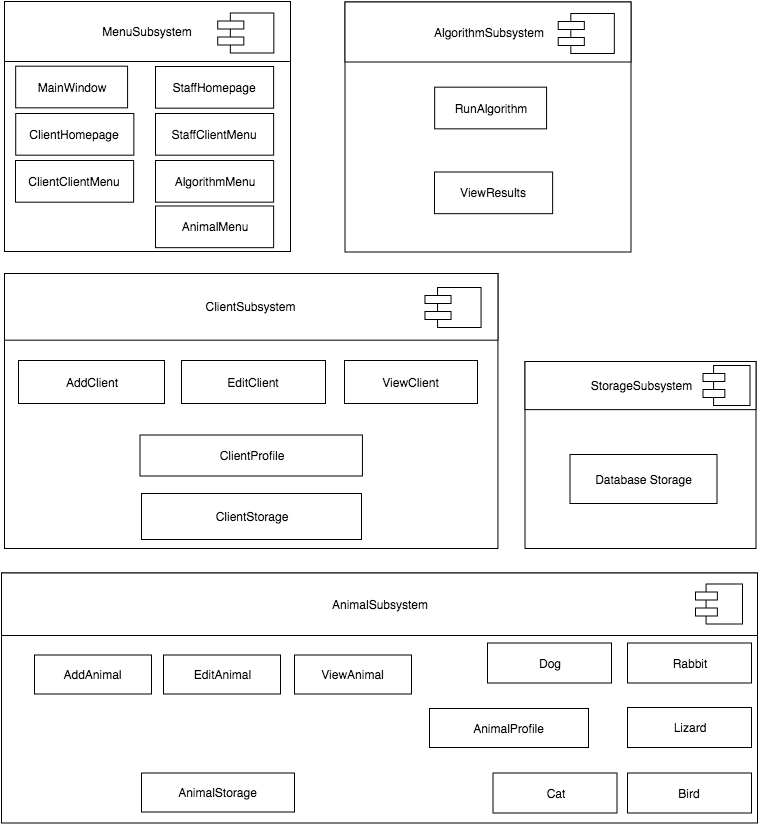 MenuSubsystem
MainWindow
StaffHomepage
ClientHomepage
StaffClientMenu
ClientClientMenu
AlgorithmMenu
AnimalMenu
AlgorithmSubsystem
RunAlgorithm
ViewResults
ClientSubsystem
AddClient
EditClient
ViewClient
ClientProfile
ClientStorage
StorageSubsystem
Database Storage
AnimalSubsystem
AddAnimal
EditAnimal
ViewAnimal
Dog
Rabbit
AnimalProfile
Lizard
AnimalStorage
Cat
Bird